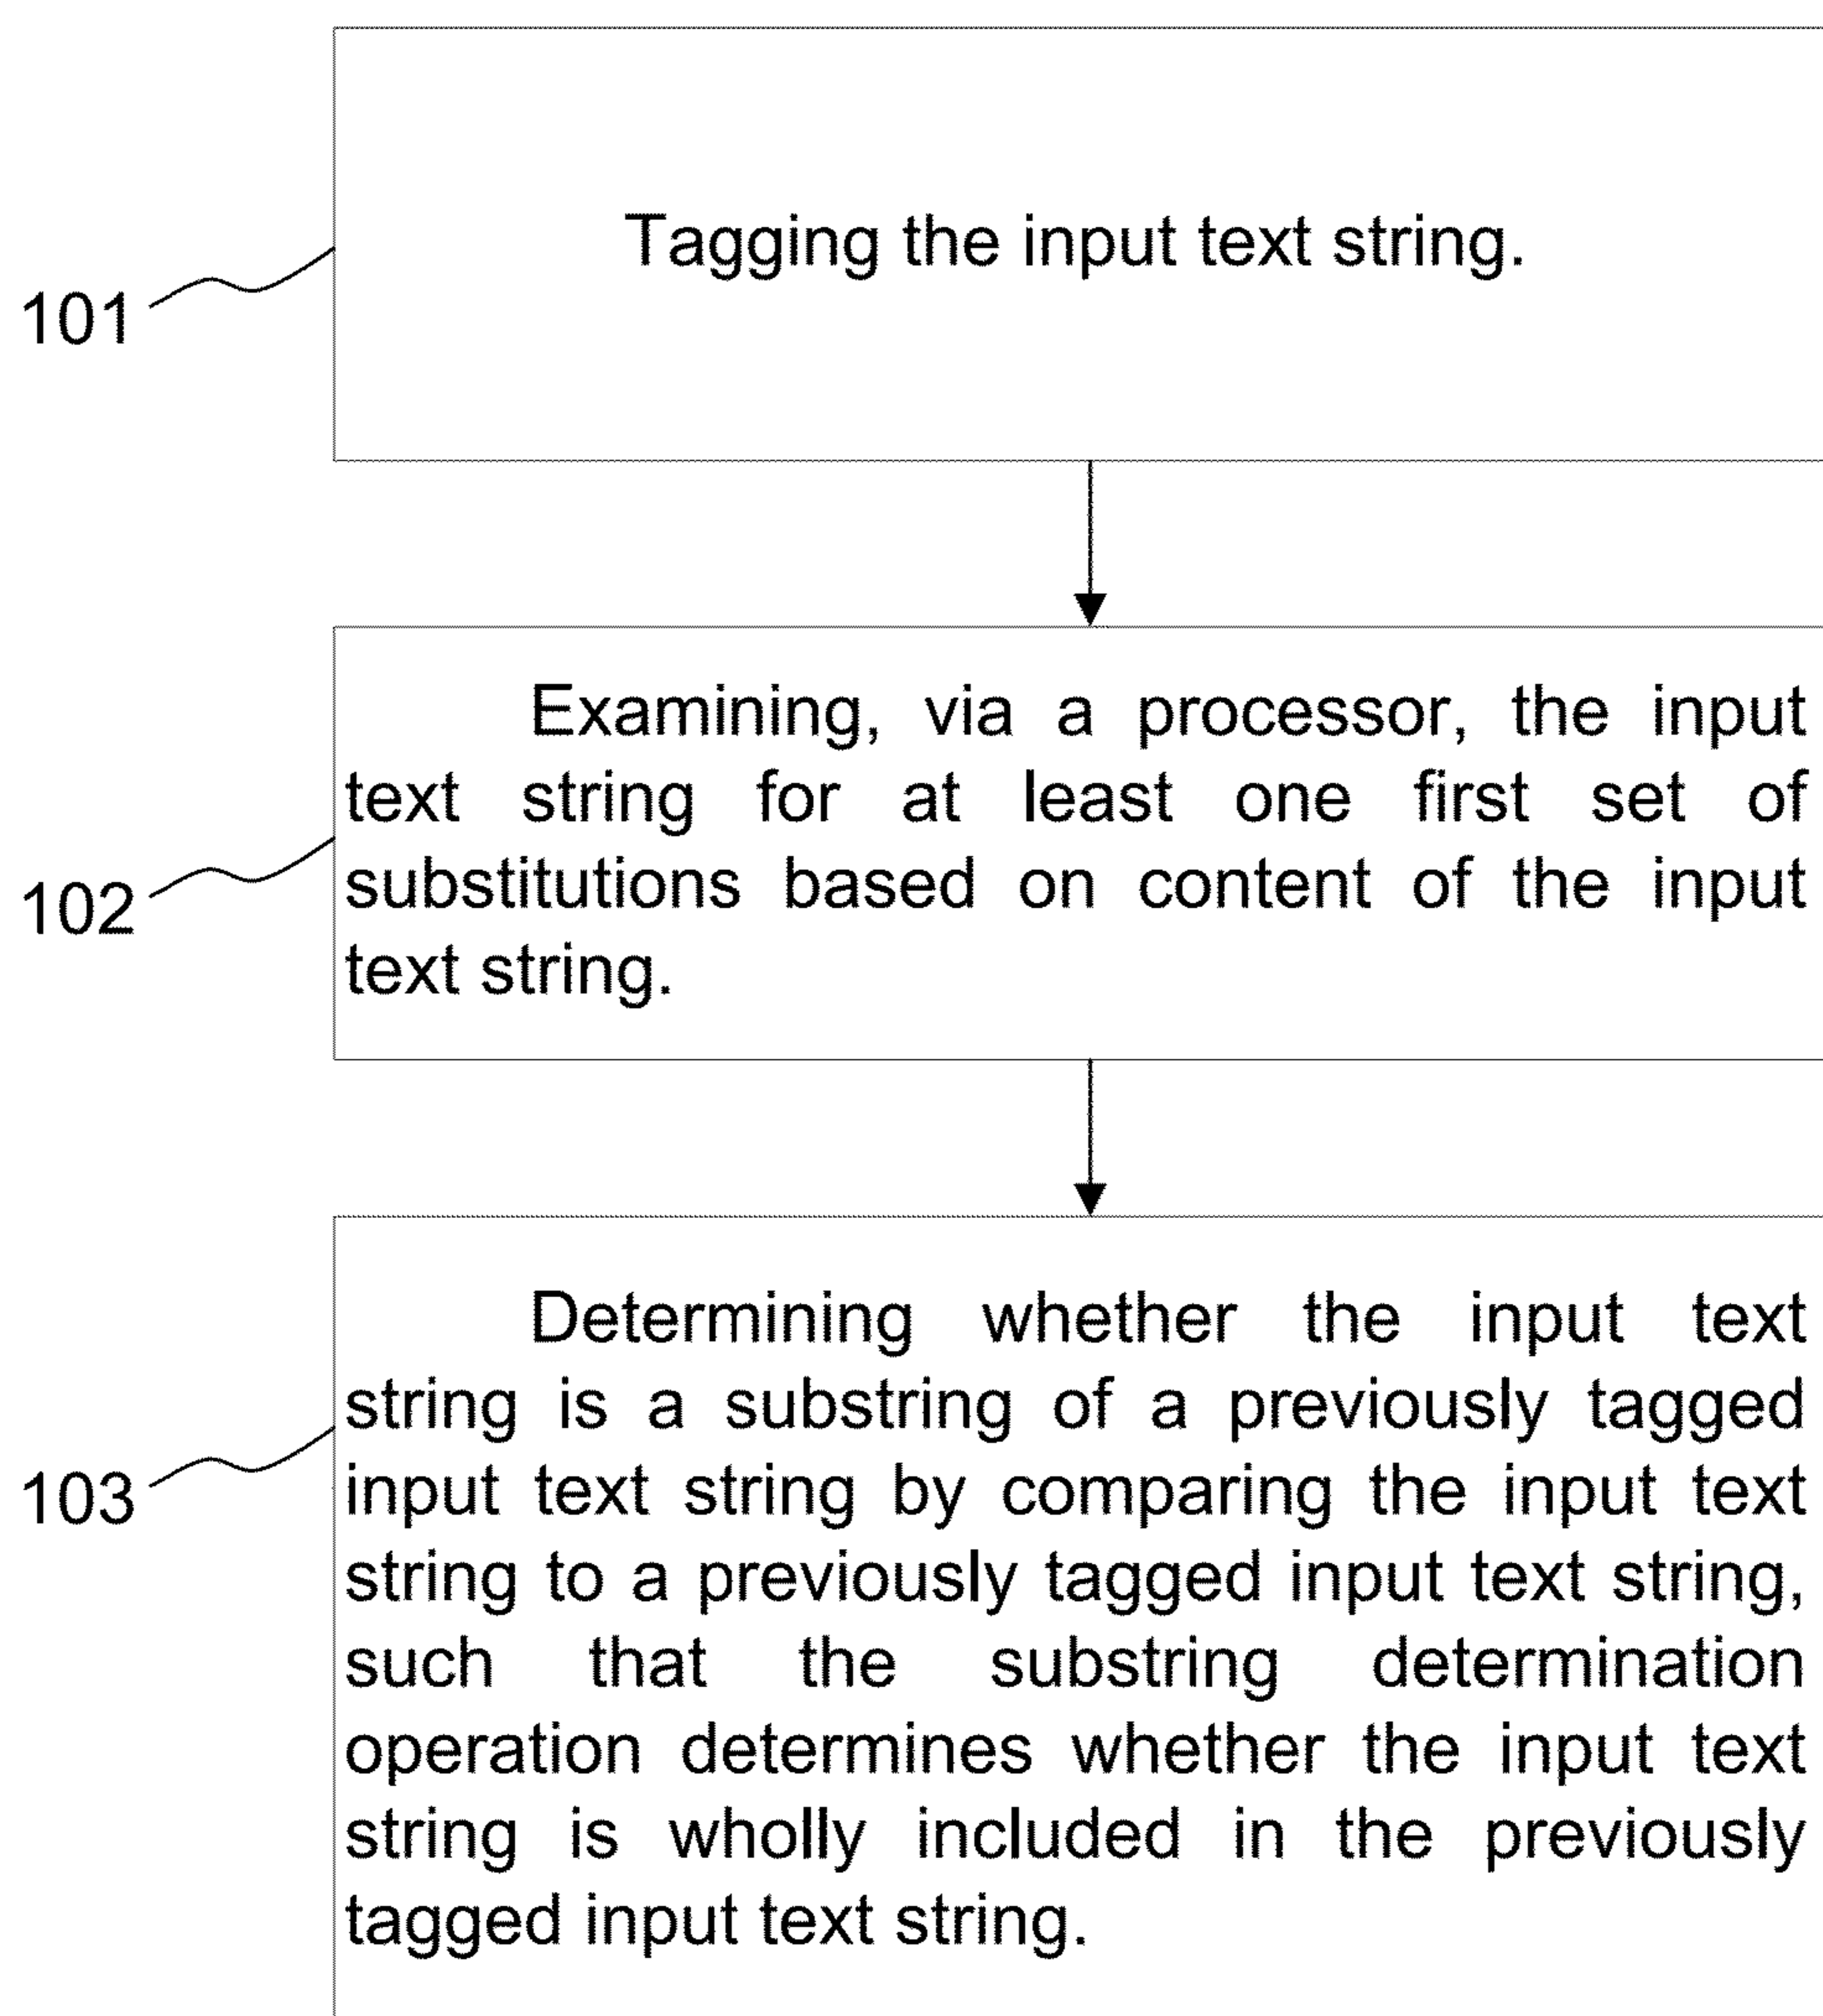 Tagging the input text string.
101
Examining, via a processor, the input
text string for at least one first set of
substitutions based on content of the input
text string.
102
Determining whether the input text
string is a substring of a previously tagged
input text string by comparing the input text
string to a previously tagged input text string,
such that the substring determination
operation determines whether the input text
string is wholly included in the previously
tagged input text string.
103